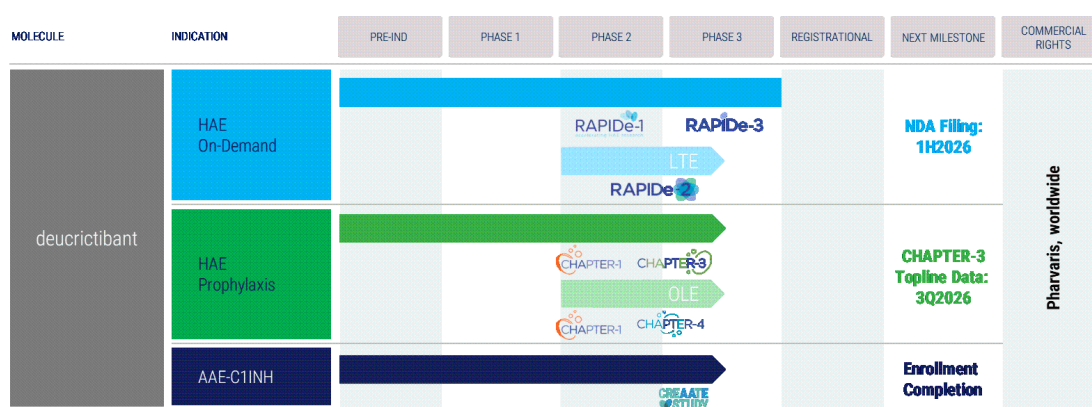 MOLECULE
INDICATION
PRE-IND
PHASE 1
PHASE 2
PHASE 3
REGISTRATIONAL
NEXT MILESTONE
COMMERCIAL
RIGHTS
deucrictibant
HAE
On-Demand
RAPIDe-1
RAPIDe-3
LTE
RAPIDe-2
NDA Filing:
1H2026
HAE
Prophylaxis
CHAPTER-1
CHAPTER-3
OLE
CHAPTER-1
CHAPTER-4
CHAPTER-3
Topline Data:
3Q2026
AAE-C1INH
CREAATE
STUDY
Enrollment
Completion
Pharvaris, worldwide